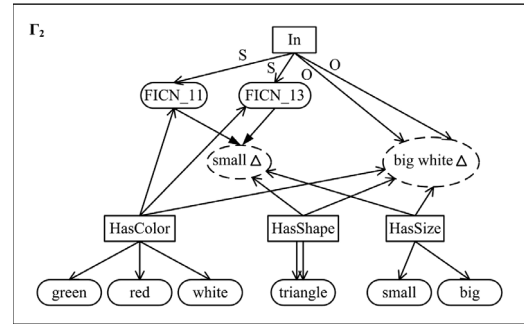 Γ₂
In
S
S
O
O
FICN_11
FICN_13
small Δ
big white Δ
HasColor
HasShape
HasSize
green
red
white
triangle
small
big